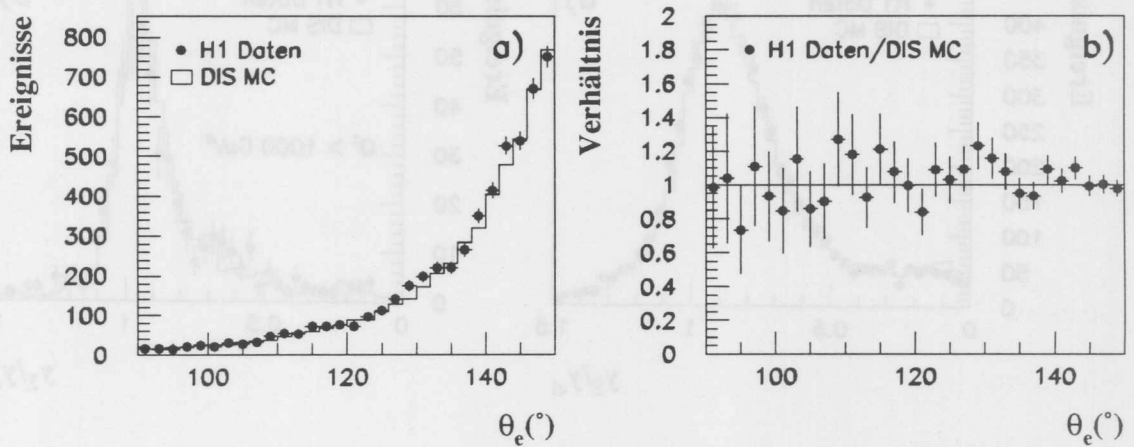 Ereignisse
800
700
600
500
400
300
200
100
0
H1 Daten
DIS MC
a)
100
120
140
θe(°)
Verhältnis
2
1.8
1.6
1.4
1.2
1
0.8
0.6
0.4
0.2
0
H1 Daten/DIS MC
b)
100
120
140
θe(°)